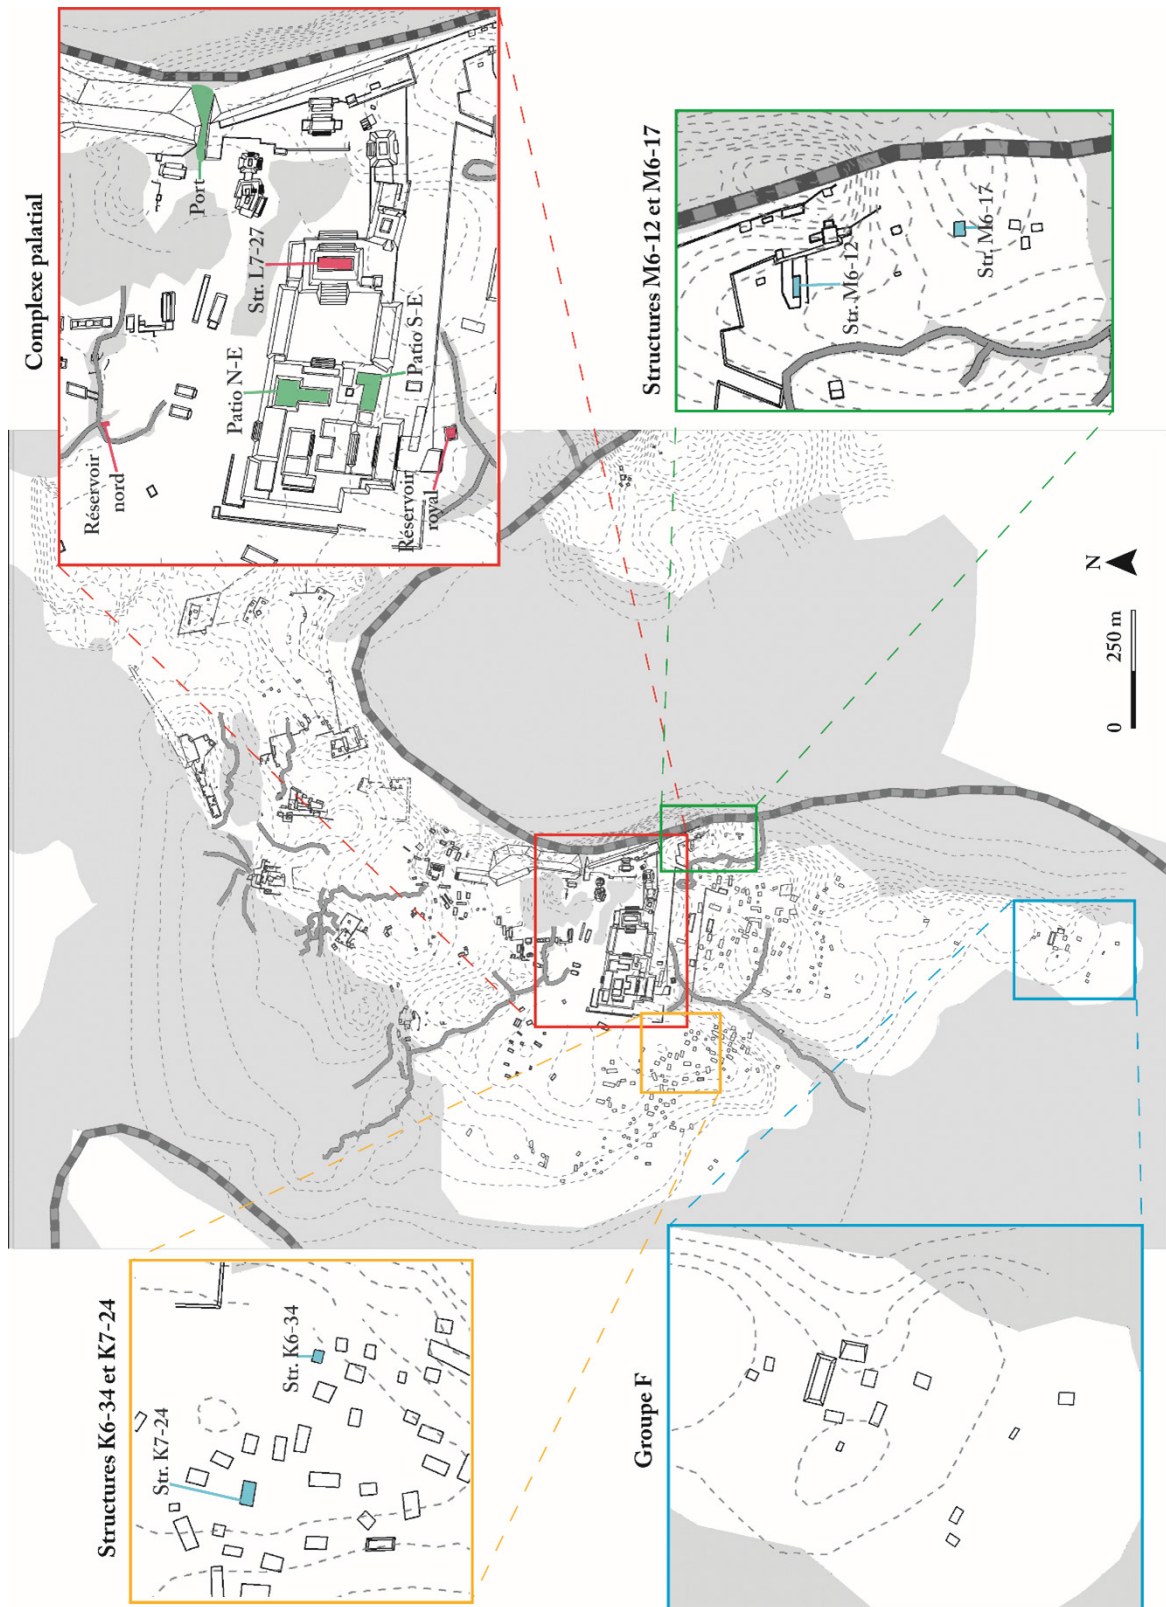 Complexe palatial
Port
Str. L7-27
Patio N-E
Patio S-E
Réservoir
nord
Réservoir
royal
Structures M6-12 et M6-17
Str. M6-12
Str. M6-17
N
0 250 m
Structures K6-34 et K7-24
Str. K7-24
Str. K6-34
Groupe F